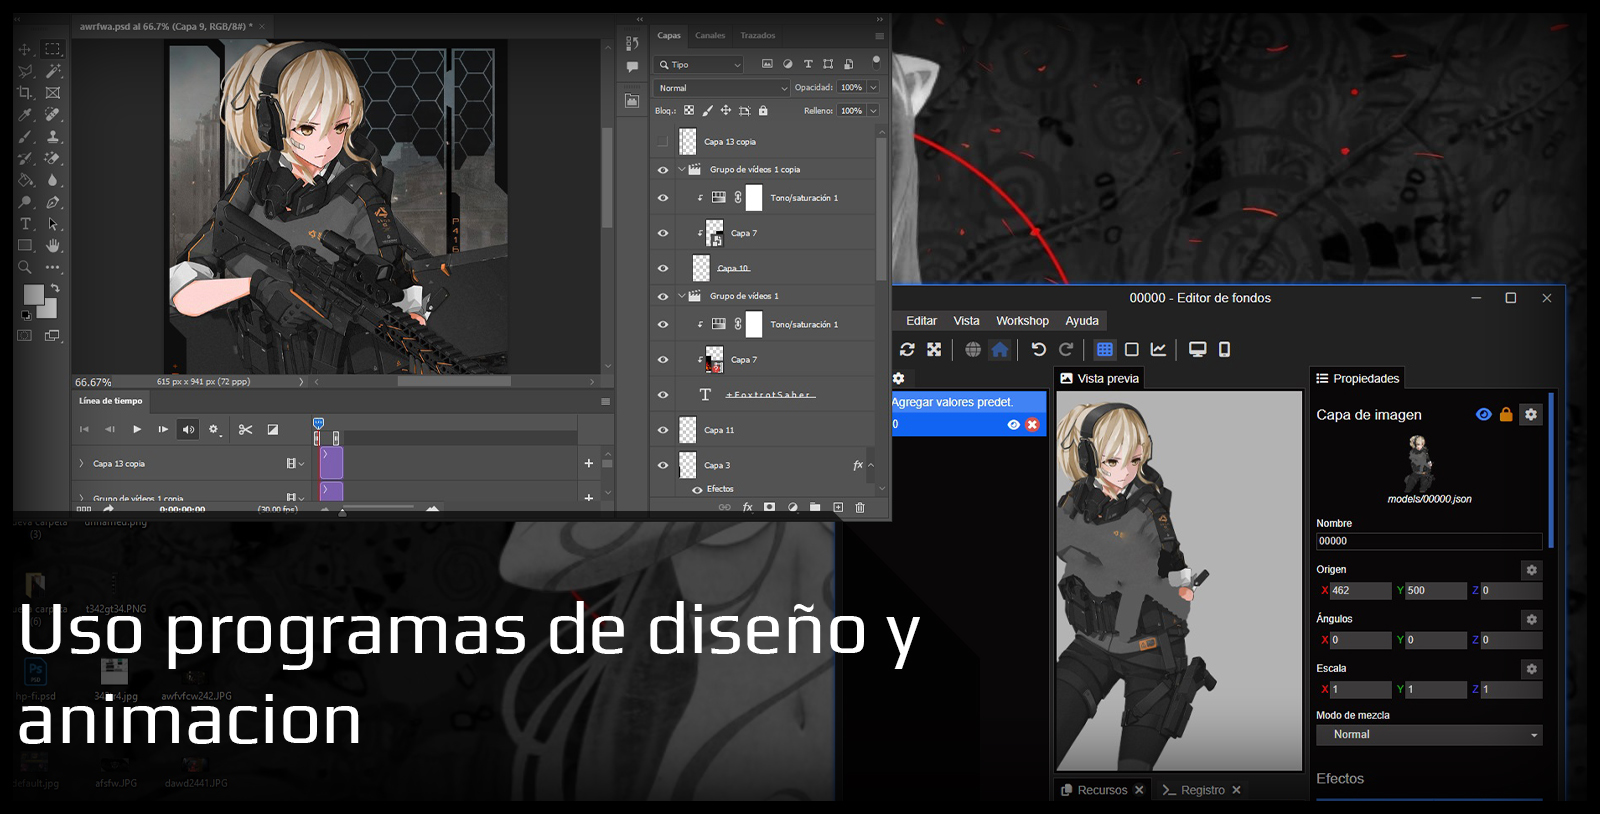 awrfwa.psd al 66.7% (Capa 9, RGB/8#) *
Capas Canales Trazados
Tipo
Normal Opacidad: 100%
Bloq.: Relleno: 100%
Capa 13 copia
Grupo de vídeos 1 copia
Tono/saturación 1
Capa 7
Capa 10
Grupo de vídeos 1
Tono/saturación 1
Capa 7
+FoxtrotSaber
Capa 11
Capa 3
fx
Efectos
fx
66.67% 615 px x 941 px (72 ppp)
Línea de tiempo
Capa 13 copia
Grupo de vídeos 1 copia
0:00:00:00 (30.00 fps)
00000 - Editor de fondos
Editar Vista Workshop Ayuda
Vista previa
Agregar valores predet.
0
Propiedades
Capa de imagen
models/00000.json
Nombre
00000
Origen
X 462 Y 500 Z 0
Ángulos
X 0 Y 0 Z 0
Escala
X 1 Y 1 Z 1
Modo de mezcla
Normal
Efectos
Recursos Registro
unnamed.png
(3)
t342gt34.PNG
(6)
Uso programas de diseño y
animacion
Ps
hp-fi.psd
awfvfcw242.JPG
default.jpg afsfw.JPG dawd2441.JPG